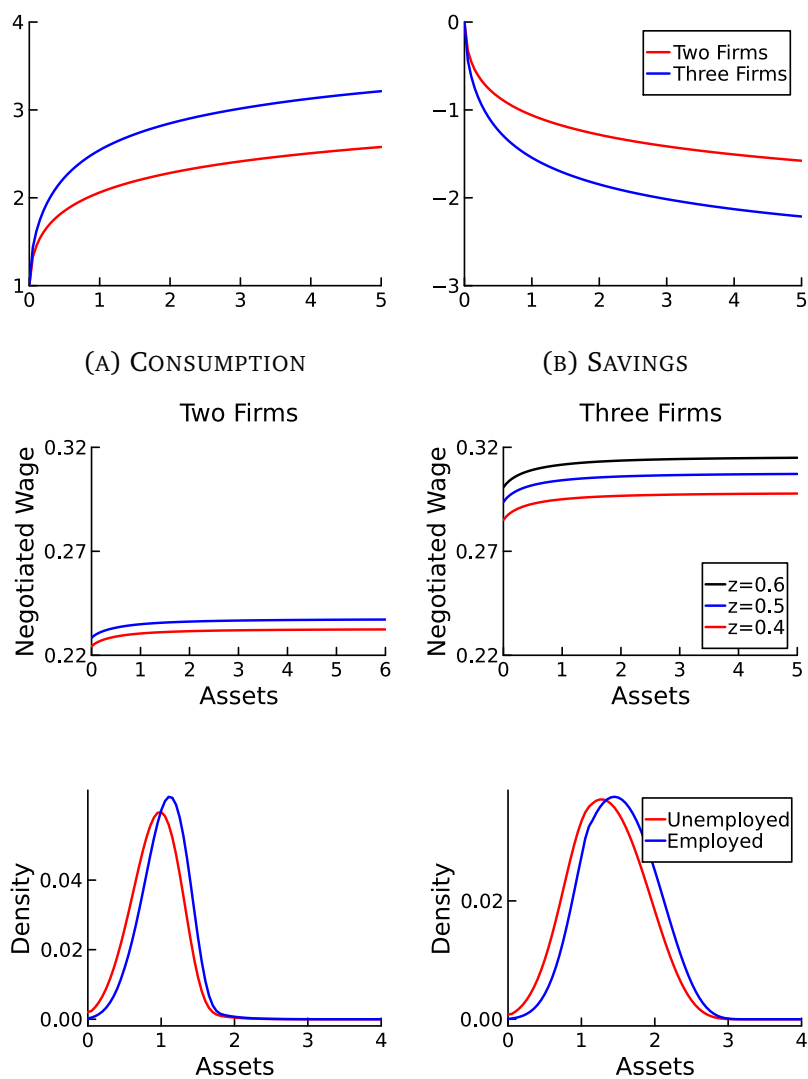 4
3
2
1
0 1 2 3 4 5
0
−1
−2
−3
0 1 2 3 4 5
Two Firms
Three Firms
(A) CONSUMPTION
(B) SAVINGS
Two Firms
Negotiated Wage
0.32
0.27
0.22
0 1 2 3 4 5 6
Assets
Three Firms
Negotiated Wage
0.32
0.27
0.22
z=0.6
z=0.5
z=0.4
0 1 2 3 4 5
Assets
Density
0.04
0.02
0.00
0 1 2 3 4
Assets
Density
0.02
0.00
Unemployed
Employed
0 1 2 3 4
Assets